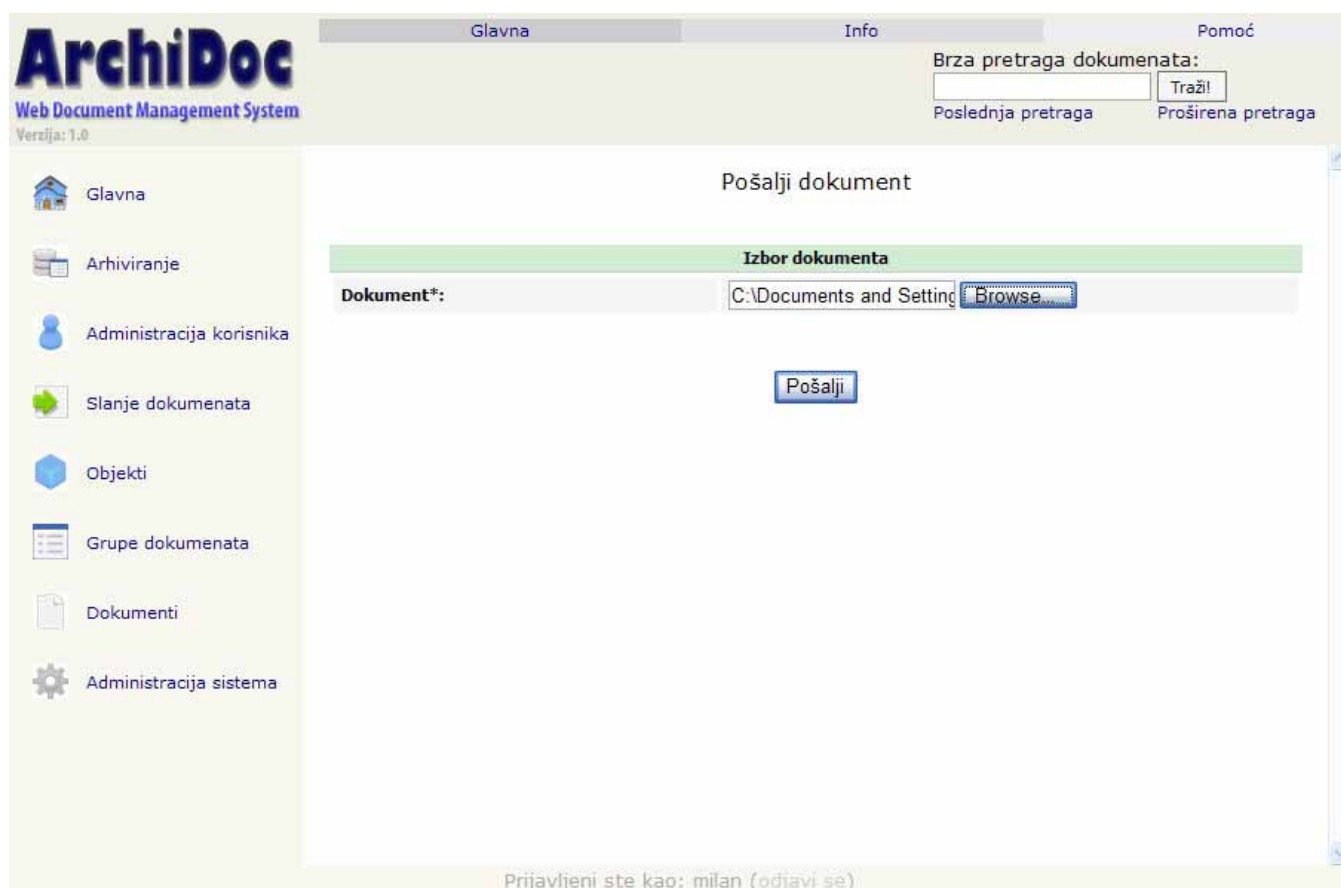 ArchiDoc
Web Document Management System
Verzija: 1.0
Glavna Info Pomoć
Brza pretraga dokumenata:
Traži!
Poslednja pretraga Proširena pretraga
Glavna
Arhiviranje
Administracija korisnika
Slanje dokumenata
Objekti
Grupe dokumenata
Dokumenti
Administracija sistema
Pošalji dokument
Izbor dokumenta
Dokument*: C:\Documents and Setting Browse...
Pošalji
Prijavljeni ste kao: milan (odjavi se)